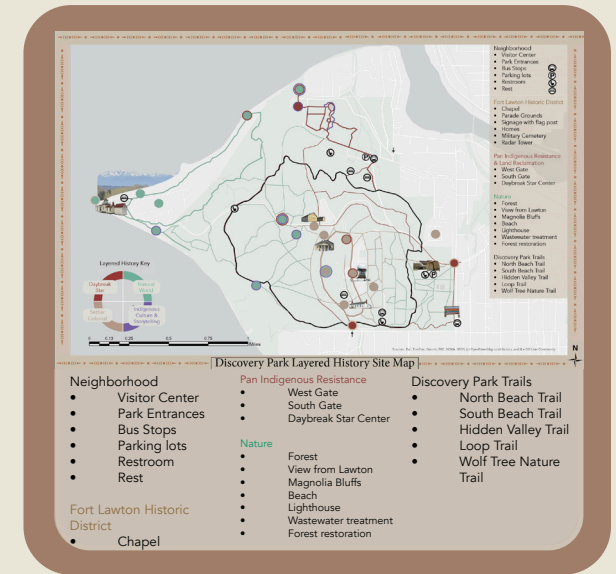 Neighborhood
• Visitor Center
• Park Entrances
• Bus Stops
• Parking lots
• Restroom
• Rest
Fort Lawton Historic District
• Chapel
• Parade Grounds
• Signage with flag post
• Homes
• Military Cemetery
• Radar Tower
Pan Indigenous Resistance
& Land Reclamation
• West Gate
• South Gate
• Daybreak Star Center
Nature
• Forest
• View from Lawton
• Magnolia Bluffs
• Beach
• Lighthouse
• Wastewater treatment
• Forest restoration
Discovery Park Trails
• North Beach Trail
• South Beach Trail
• Hidden Valley Trail
• Loop Trail
• Wolf Tree Nature Trail
Layered History Key
Daybreak
Star
Natural
World
Settler
Colonial
Indigenous
Culture &
Storytelling
0 0.13 0.25 0.5 0.75
Miles
N
Discovery Park Layered History Site Map
Neighborhood
• Visitor Center
• Park Entrances
• Bus Stops
• Parking lots
• Restroom
• Rest
Fort Lawton Historic
District
• Chapel
Pan Indigenous Resistance
• West Gate
• South Gate
• Daybreak Star Center
Nature
• Forest
• View from Lawton
• Magnolia Bluffs
• Beach
• Lighthouse
• Wastewater treatment
• Forest restoration
Discovery Park Trails
• North Beach Trail
• South Beach Trail
• Hidden Valley Trail
• Loop Trail
• Wolf Tree Nature
Trail